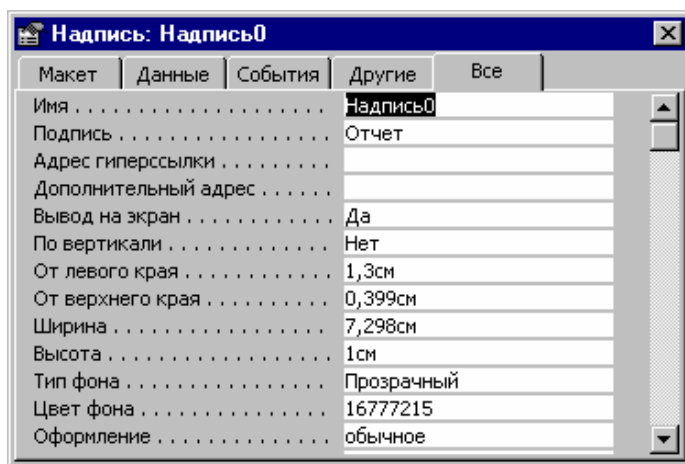 Надпись: Надпись0
Макет Данные События Другие Все
Имя . . . . . . . . . . . . . . . . . . . . . Надпись0
Подпись . . . . . . . . . . . . . . . . . Отчет
Адрес гиперссылки . . . . . . . . .
Дополнительный адрес . . . . . .
Вывод на экран . . . . . . . . . . . . Да
По вертикали . . . . . . . . . . . . . Нет
От левого края . . . . . . . . . . . . 1,3см
От верхнего края . . . . . . . . . . 0,399см
Ширина . . . . . . . . . . . . . . . . . . 7,298см
Высота . . . . . . . . . . . . . . . . . . 1см
Тип фона . . . . . . . . . . . . . . . . Прозрачный
Цвет фона . . . . . . . . . . . . . . . 16777215
Оформление . . . . . . . . . . . . . . обычное